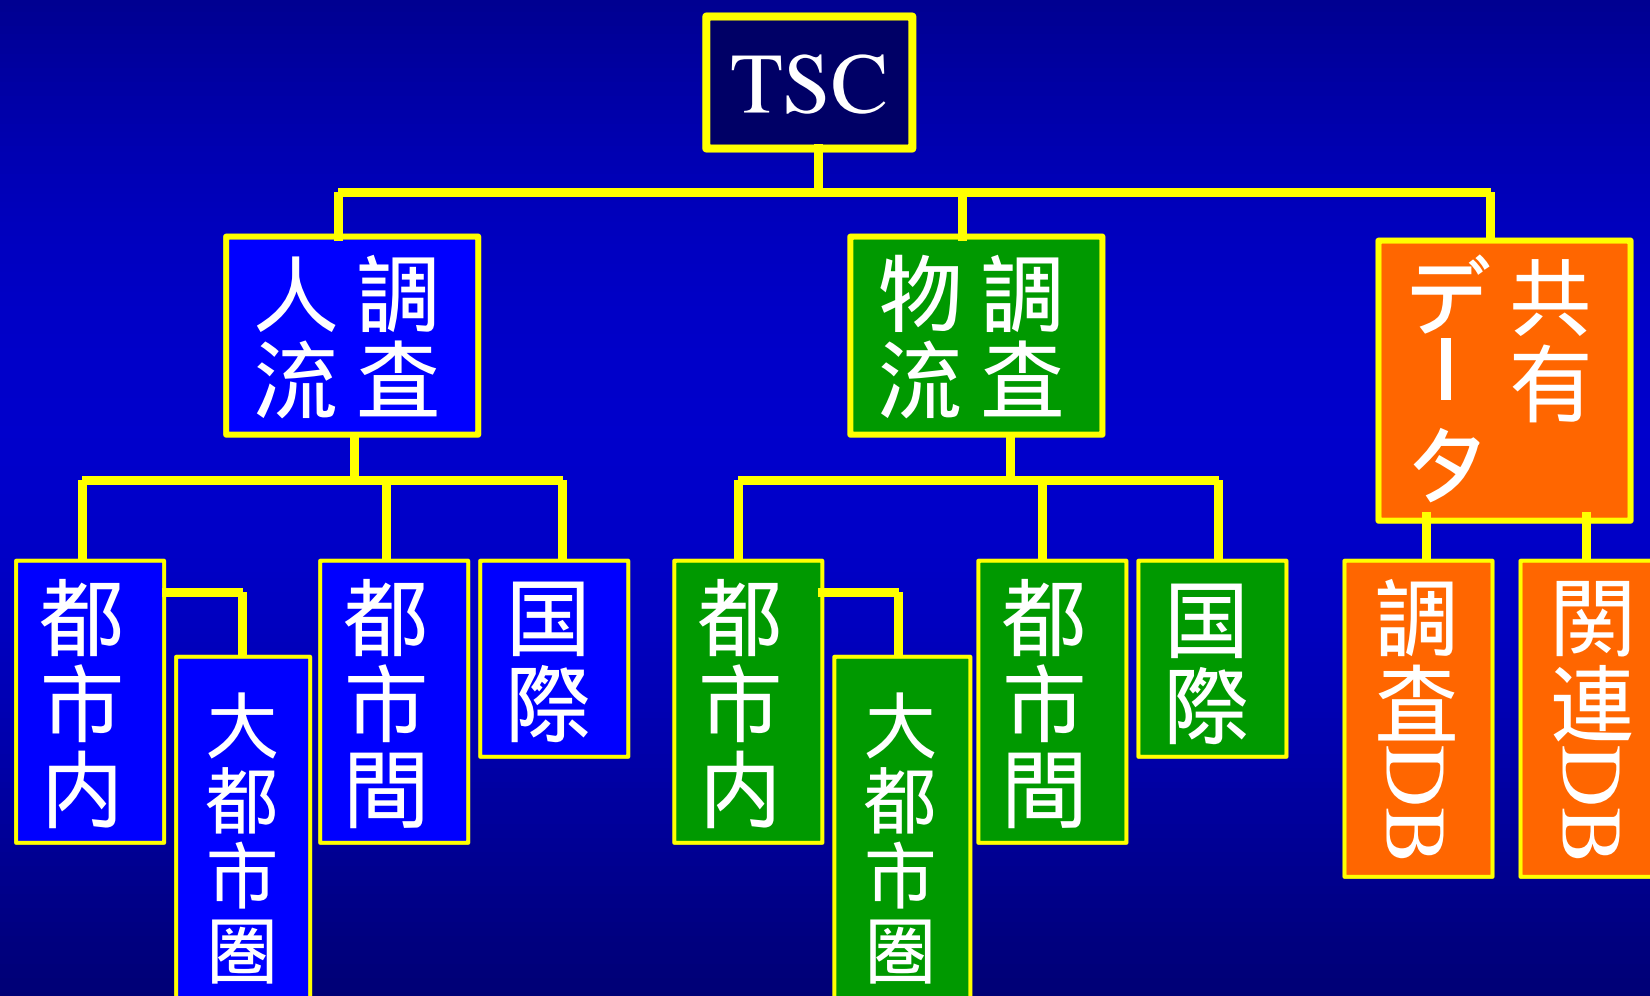 TSC
人流
調査
物流
調査
共有
データ
都市内
大都市圏
都市間
国際
都市内
大都市圏
都市間
国際
調査DB
関連DB